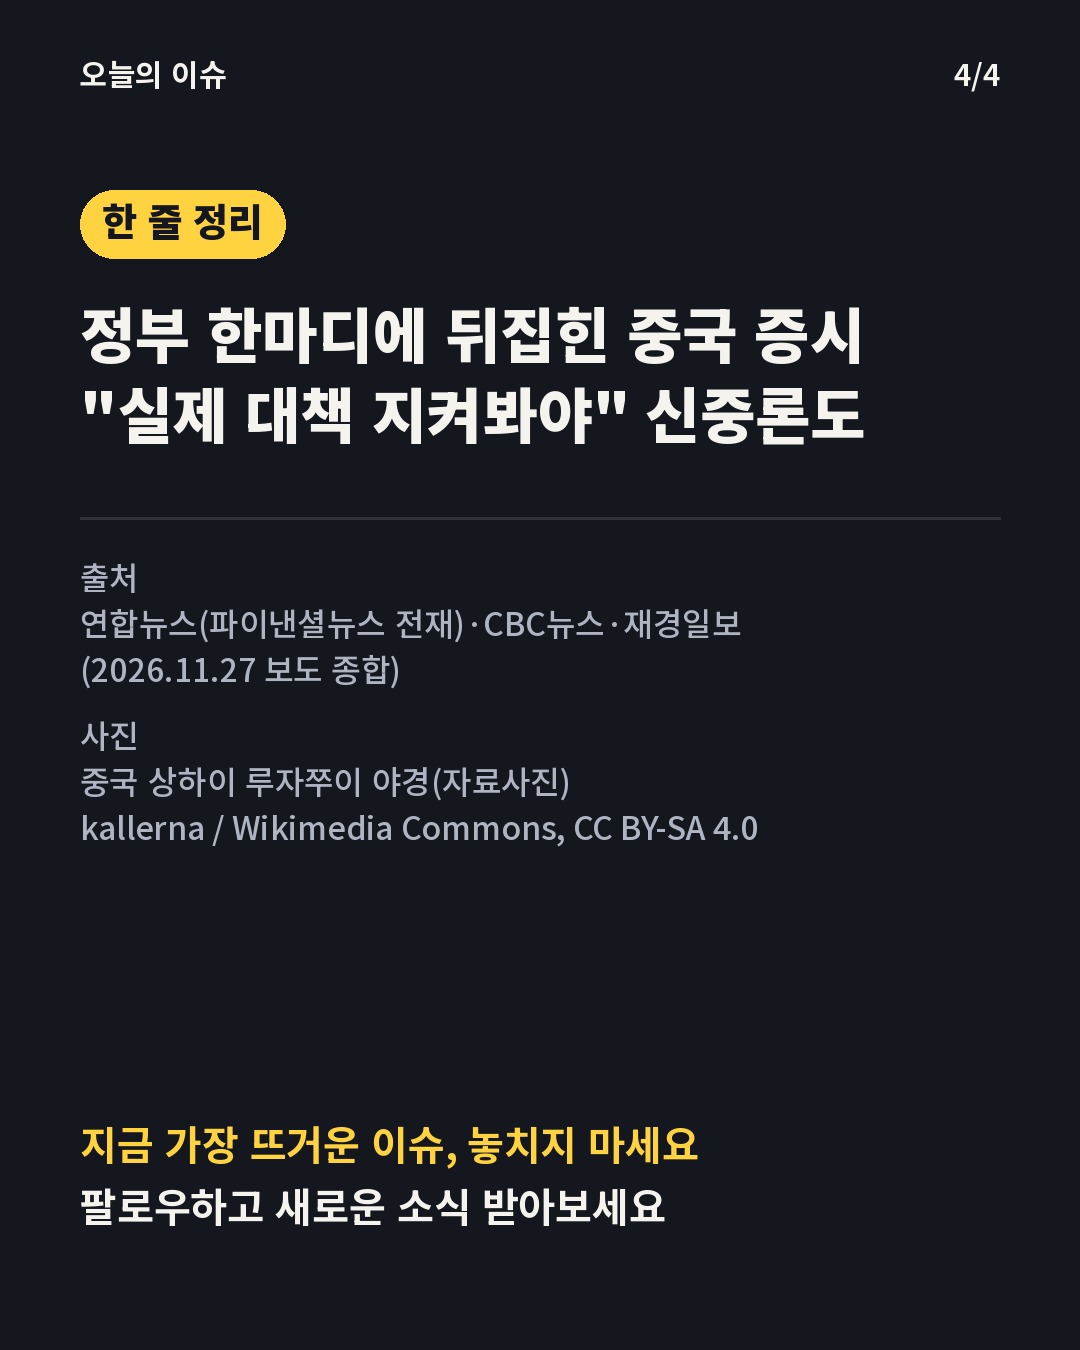 오늘의 이슈
4/4
한 줄 정리
정부 한마디에 뒤집힌 중국 증시
"실제 대책 지켜봐야" 신중론도
출처
연합뉴스(파이낸셜뉴스 전재)·CBC뉴스·재경일보
(2026.11.27 보도 종합)
사진
중국 상하이 루자쭈이 야경(자료사진)
kallerna / Wikimedia Commons, CC BY-SA 4.0
지금 가장 뜨거운 이슈, 놓치지 마세요
팔로우하고 새로운 소식 받아보세요